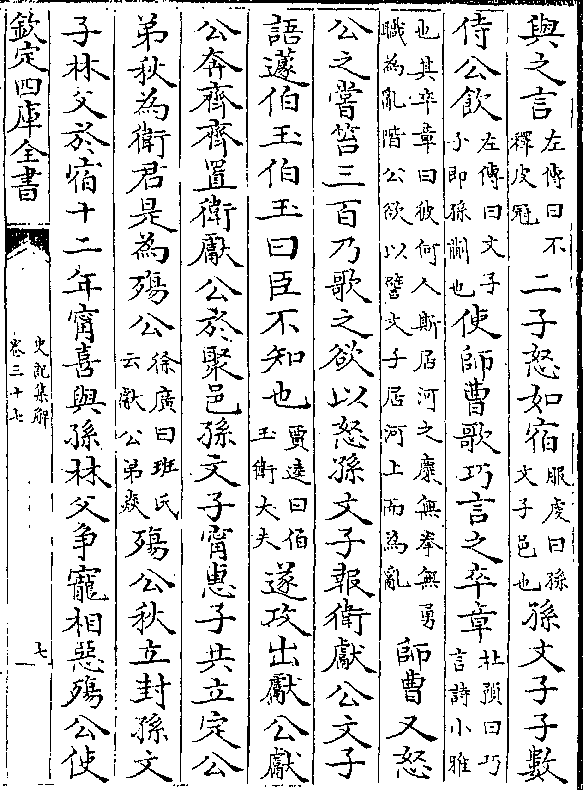 與之言左傳曰不釋皮冠二子怒如宿服虔曰孫文子邑也孫文子子數
侍公飲左傳曰文子小即孫蒯也使師曹歌巧言之卒章杜預曰巧言詩小雅
也其卒章曰彼何人斯居河之麋無拳無勇職為亂階公欲以譬文子居河上而為亂師曹又怒
公之嘗笞三百乃歌之欲以怒孫文子報衛獻公文子
語蘧伯玉伯玉曰臣不知也賈逵曰伯玉衛大夫遂攻出獻公獻
公奔齊齊置衛獻公於聚邑孫文子甯惠子共立定公
弟秋為衛君是為殤公徐廣曰班氏云獻公弟焱殤公秋立封孫文
子林父於宿十二年甯喜與孫林父争寵相惡殤公使
欽定四庫全書
史記集解
卷三十七
七